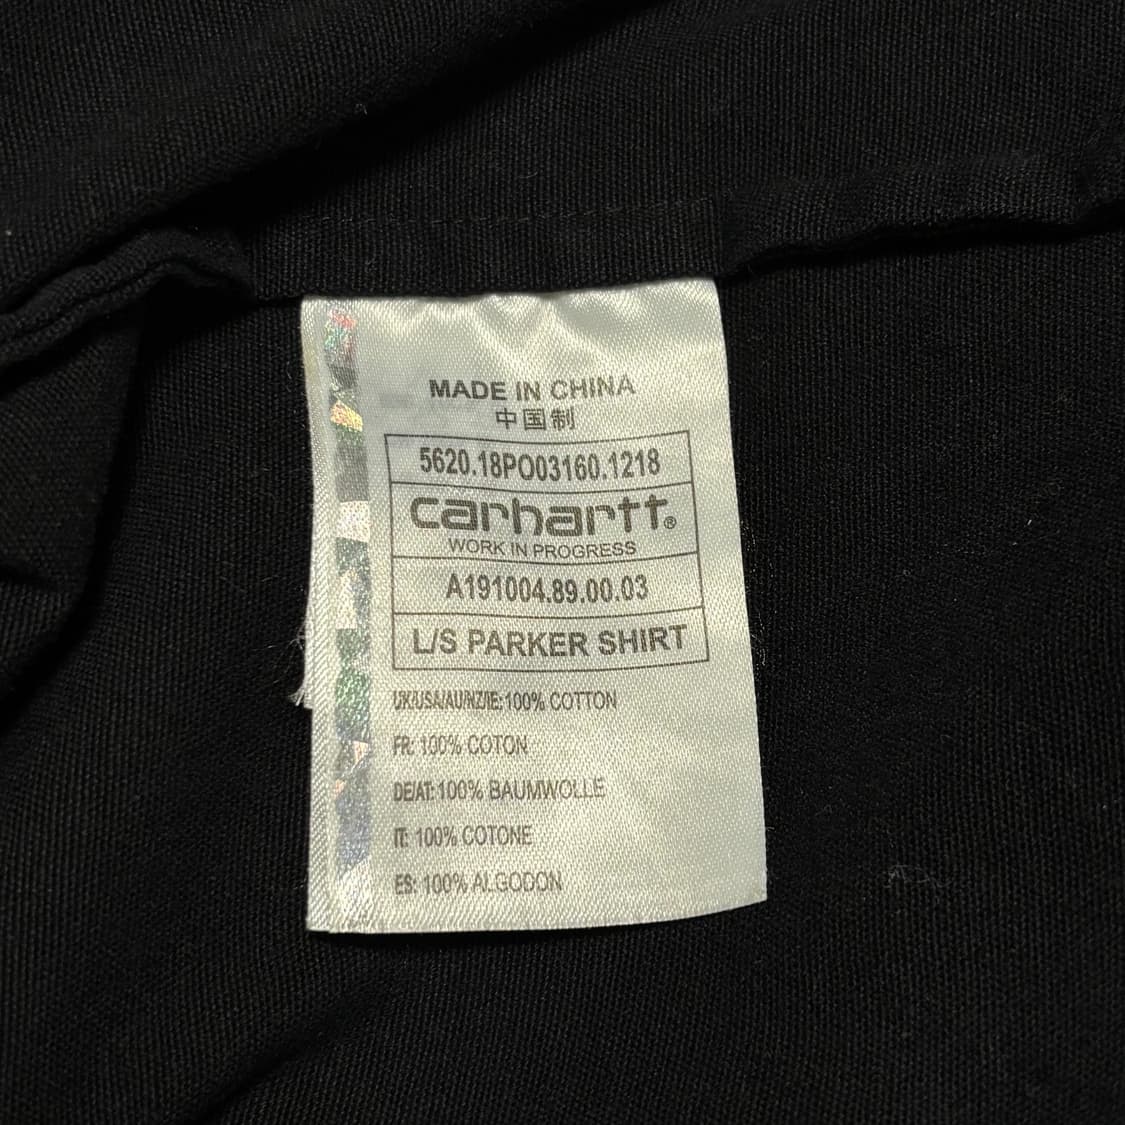 MADE IN CHINA
中国制
5620.18PO03160.1218
carhartt®
WORK IN PROGRESS
A191004.89.00.03
L/S PARKER SHIRT
UK/USA/AU/NZ/IE: 100% COTTON
FR: 100% COTON
DE/AT: 100% BAUMWOLLE
IT: 100% COTONE
ES: 100% ALGODON